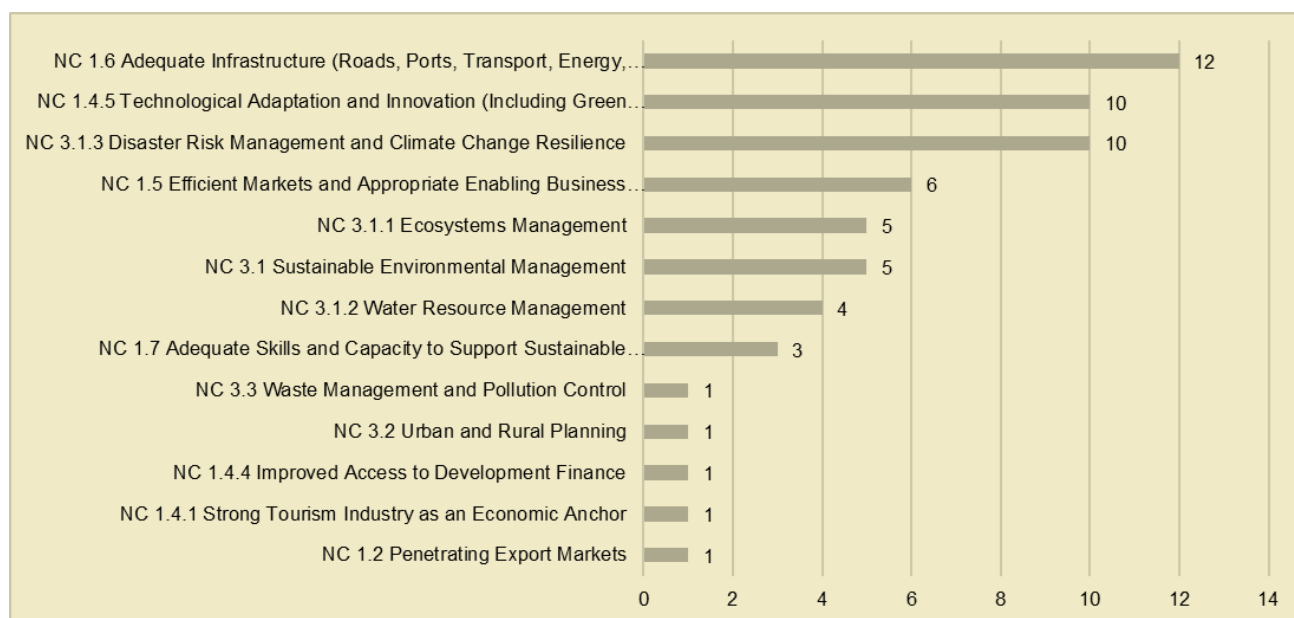 NC 1.6 Adequate Infrastructure (Roads, Ports, Transport, Energy,... 12
NC 1.4.5 Technological Adaptation and Innovation (Including Green... 10
NC 3.1.3 Disaster Risk Management and Climate Change Resilience 10
NC 1.5 Efficient Markets and Appropriate Enabling Business... 6
NC 3.1.1 Ecosystems Management 5
NC 3.1 Sustainable Environmental Management 5
NC 3.1.2 Water Resource Management 4
NC 1.7 Adequate Skills and Capacity to Support Sustainable... 3
NC 3.3 Waste Management and Pollution Control 1
NC 3.2 Urban and Rural Planning 1
NC 1.4.4 Improved Access to Development Finance 1
NC 1.4.1 Strong Tourism Industry as an Economic Anchor 1
NC 1.2 Penetrating Export Markets 1
0 2 4 6 8 10 12 14